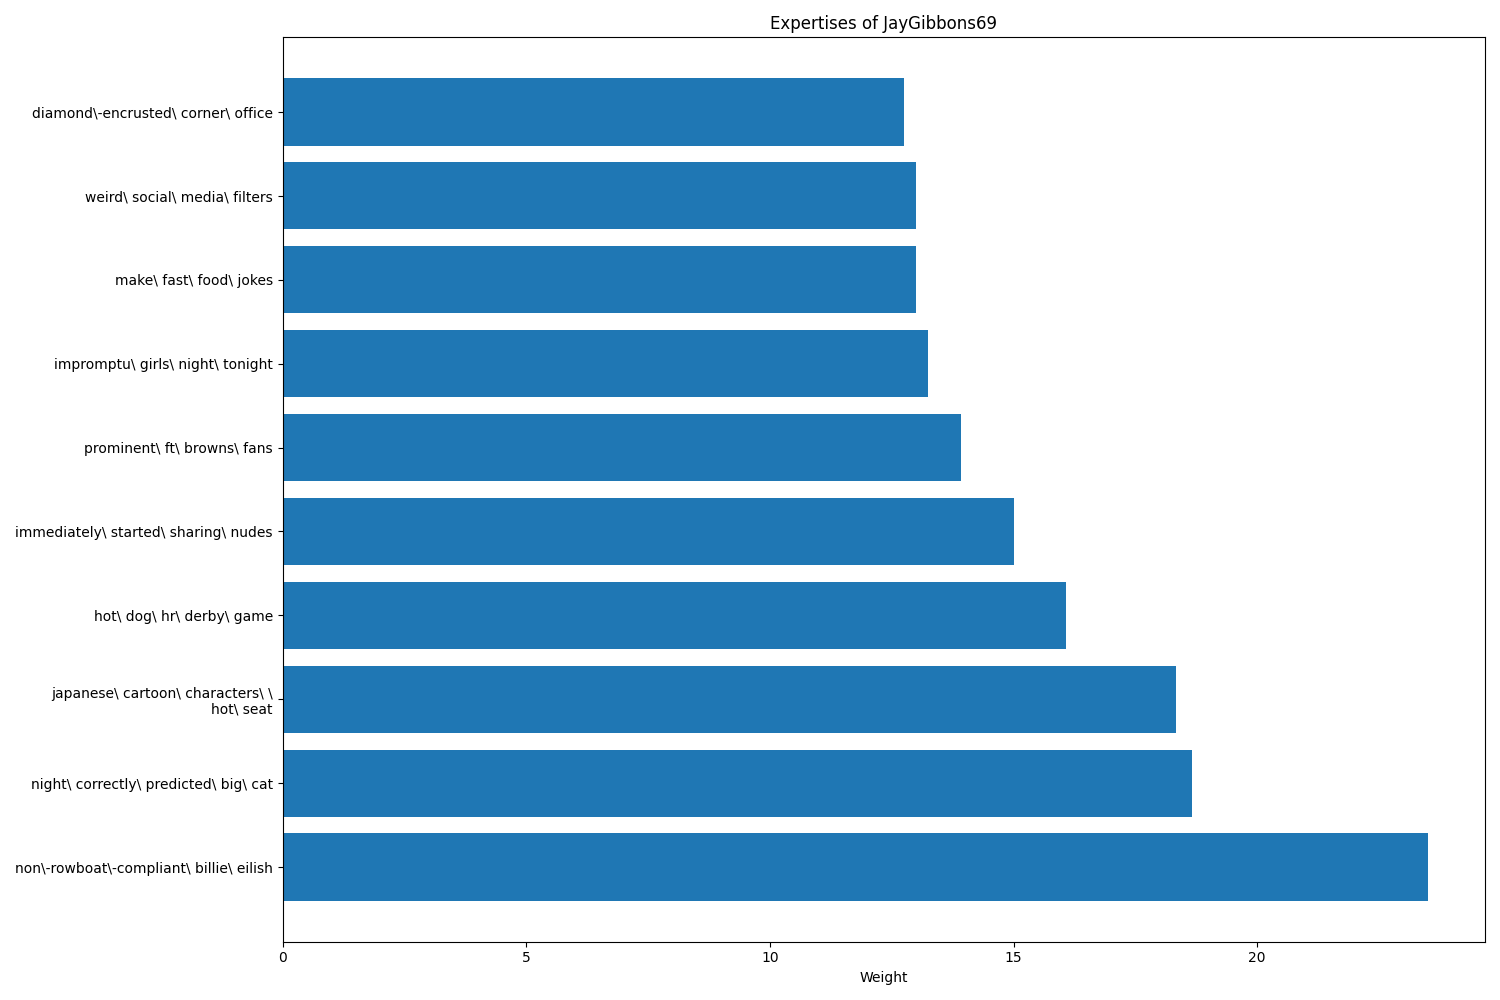 Expertises of JayGibbons69
diamond\-encrusted\ corner\ office
weird\ social\ media\ filters
make\ fast\ food\ jokes
impromptu\ girls\ night\ tonight
prominent\ ft\ browns\ fans
immediately\ started\ sharing\ nudes
hot\ dog\ hr\ derby\ game
japanese\ cartoon\ characters\ \
hot\ seat
night\ correctly\ predicted\ big\ cat
non\-rowboat\-compliant\ billie\ eilish
0 5 10 15 20
Weight